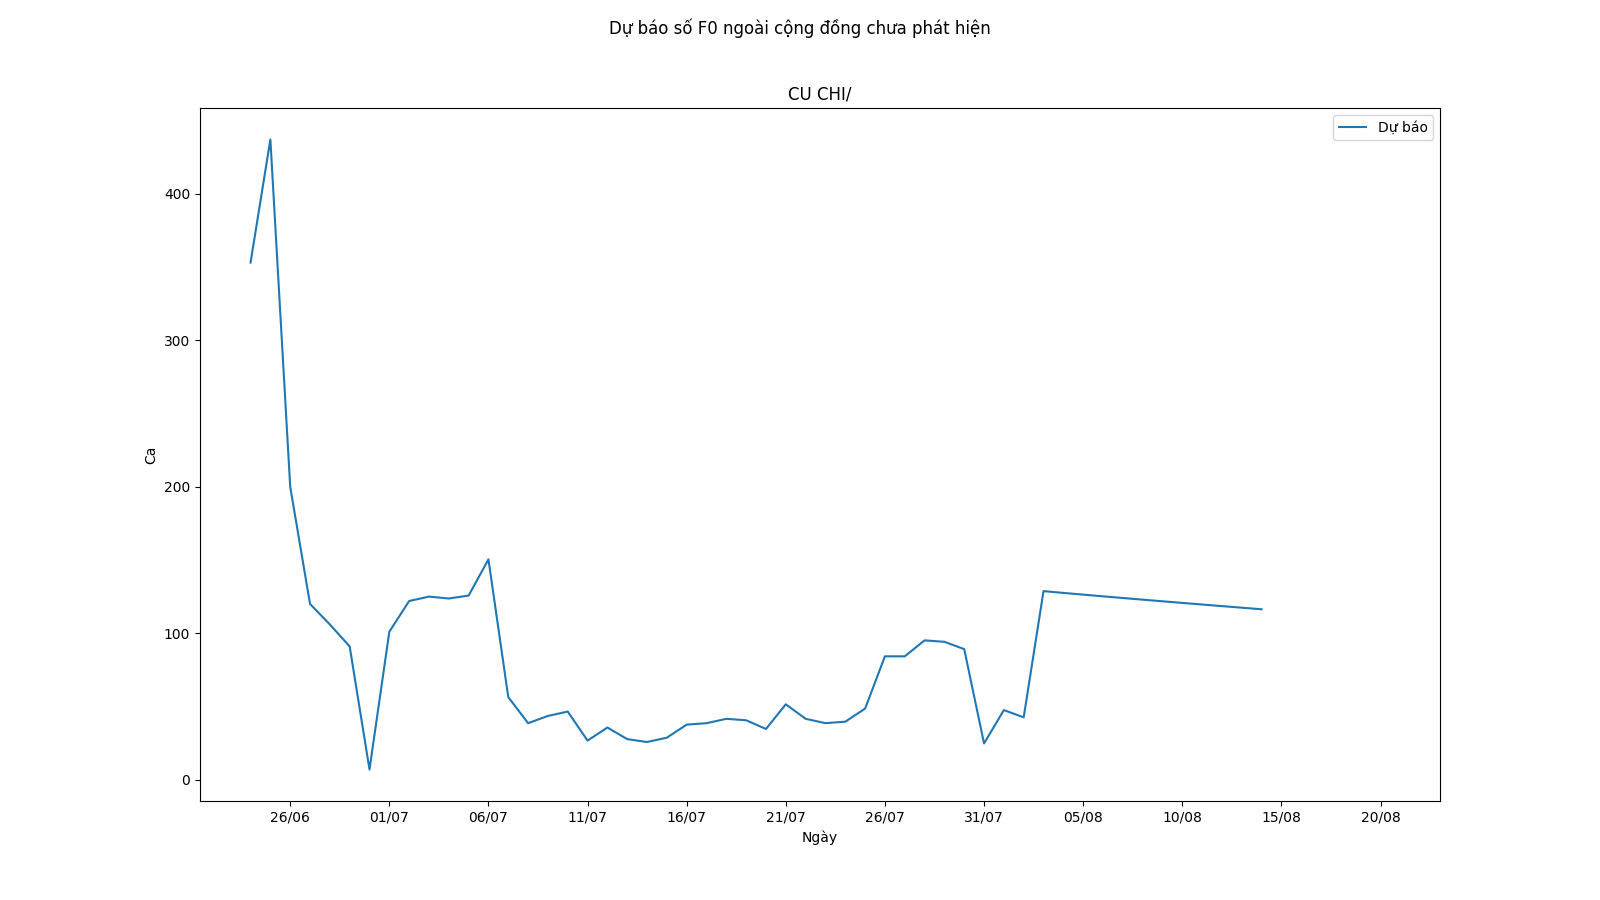 Dự báo số F0 ngoài cộng đồng chưa phát hiện
CU CHI/
Dự báo
400
300
200
100
0
Ca
26/06 01/07 06/07 11/07 16/07 21/07 26/07 31/07 05/08 10/08 15/08 20/08
Ngày